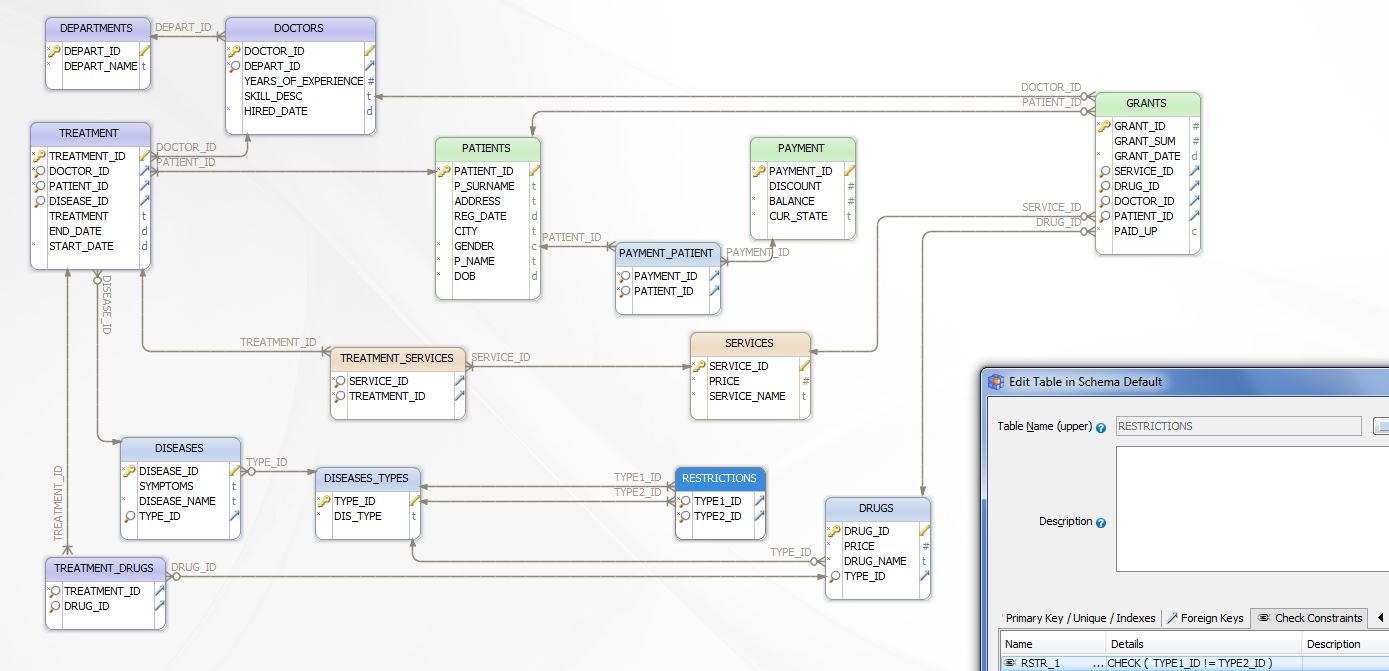 DEPARTMENTS
DEPART_ID
DEPART_NAME t
DEPART_ID
DOCTORS
DOCTOR_ID
DEPART_ID
YEARS_OF_EXPERIENCE #
SKILL_DESC t
HIRED_DATE d
DOCTOR_ID
PATIENT_ID
GRANTS
GRANT_ID #
GRANT_SUM #
GRANT_DATE d
SERVICE_ID
DRUG_ID
DOCTOR_ID
PATIENT_ID
PAID_UP c
SERVICE_ID
DRUG_ID
TREATMENT
TREATMENT_ID
DOCTOR_ID
PATIENT_ID
DISEASE_ID
TREATMENT t
END_DATE d
START_DATE d
DOCTOR_ID
PATIENT_ID
PATIENTS
PATIENT_ID
P_SURNAME t
ADDRESS t
REG_DATE d
CITY t
GENDER c
P_NAME t
DOB d
PATIENT_ID
PAYMENT
PAYMENT_ID
DISCOUNT #
BALANCE #
CUR_STATE t
PAYMENT_PATIENT
PAYMENT_ID
PATIENT_ID
PAYMENT_ID
DISEASE_ID
TREATMENT_ID
TREATMENT_SERVICES
SERVICE_ID
TREATMENT_ID
SERVICE_ID
SERVICES
SERVICE_ID
PRICE #
SERVICE_NAME t
DISEASES
DISEASE_ID
SYMPTOMS t
DISEASE_NAME t
TYPE_ID
TYPE_ID
DISEASES_TYPES
TYPE_ID
DIS_TYPE t
TYPE1_ID
TYPE2_ID
RESTRICTIONS
TYPE1_ID
TYPE2_ID
DRUGS
DRUG_ID
PRICE #
DRUG_NAME t
TYPE_ID
TYPE_ID
TREATMENT_ID
TREATMENT_DRUGS
TREATMENT_ID
DRUG_ID
DRUG_ID
Edit Table in Schema Default
Table Name (upper) ? RESTRICTIONS
Description ?
Primary Key / Unique / Indexes Foreign Keys Check Constraints
Name Details Description
RSTR_1 ... CHECK ( TYPE1_ID != TYPE2_ID )